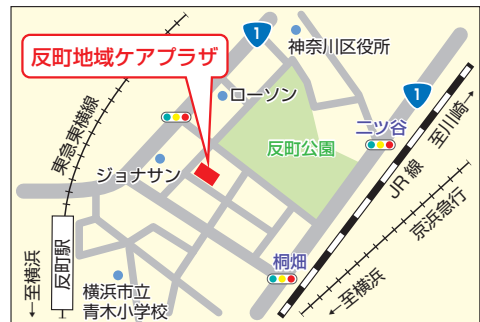 1
神奈川区役所
反町地域ケアプラザ
ローソン
1
二ツ谷
至川崎→
東急東横線
反町公園
ジョナサン
JR線
京浜急行
反町駅
桐畑
←至横浜
横浜市立
青木小学校
←至横浜